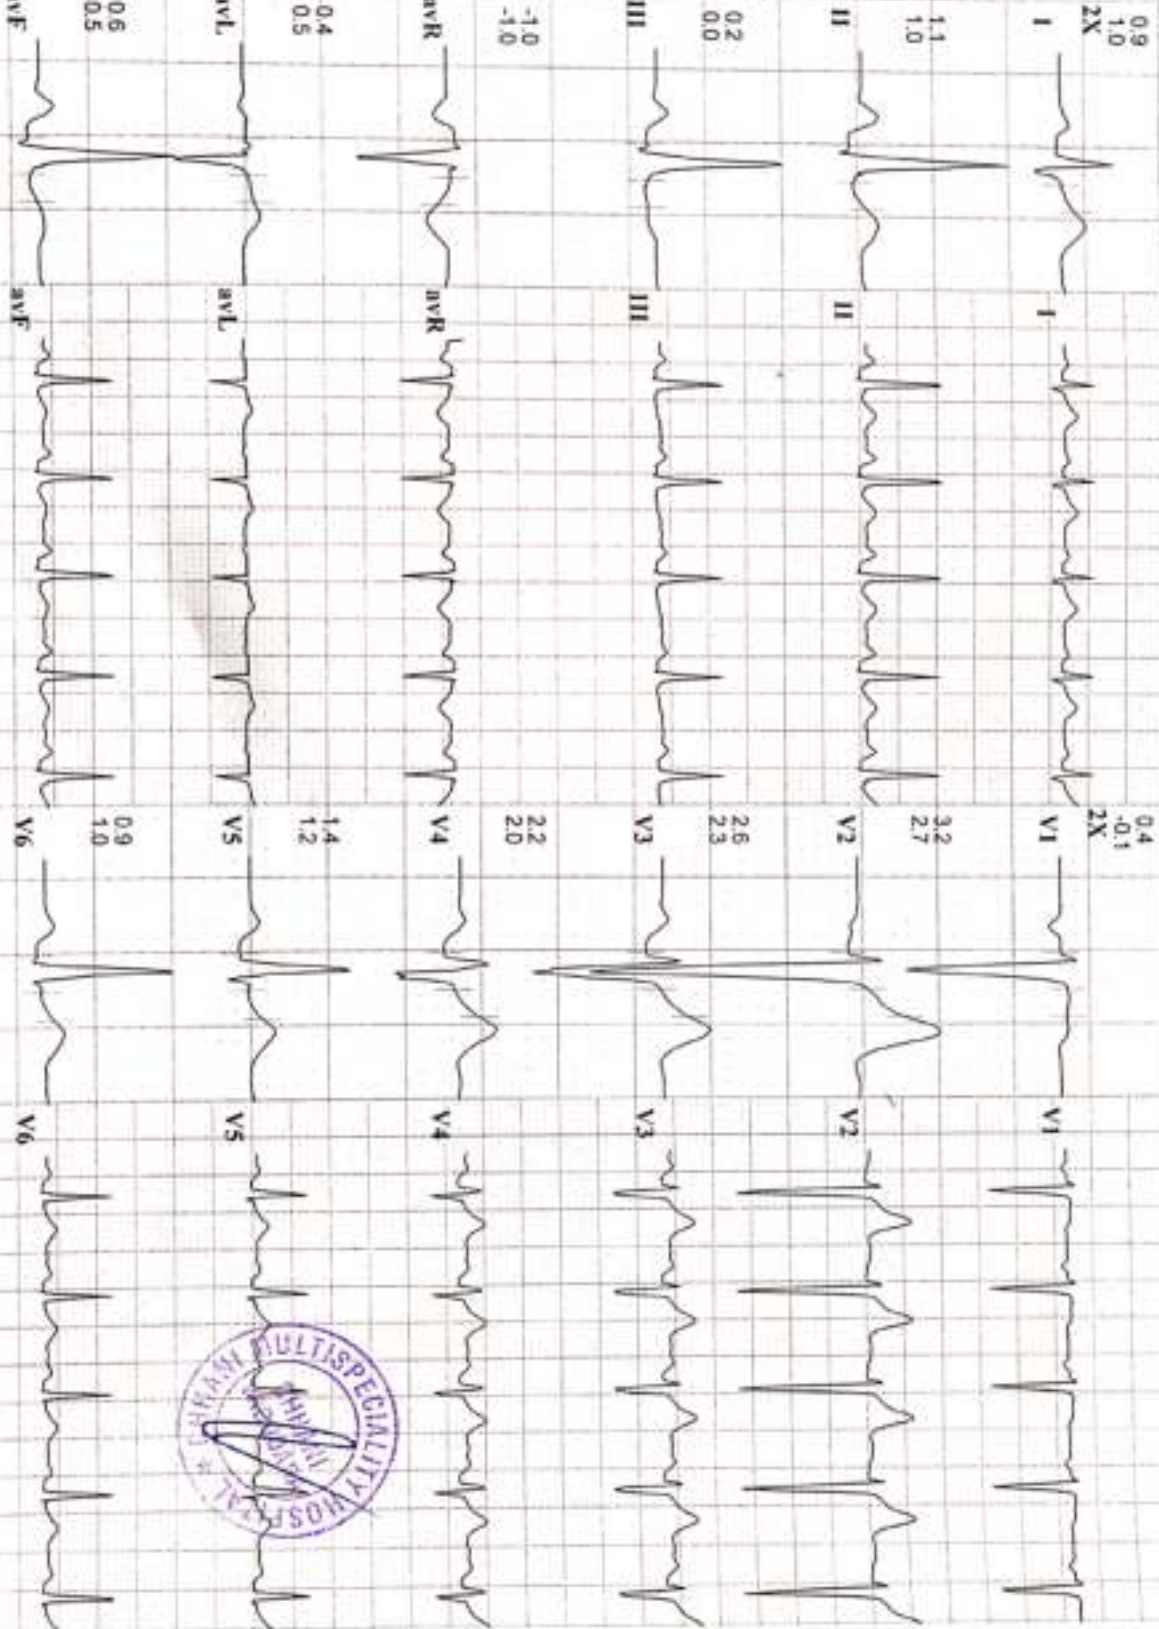 0.9
1.0
2X
I
1.1
1.0
II
0.2
0.0
III
-1.0
-1.0
avR
0.4
0.5
vL
0.6
0.5
vF
I
II
III
avR
avL
avF
0.4
-0.1
2X
V1
3.2
2.7
V2
2.6
2.3
V3
2.2
2.0
V4
1.4
1.2
V5
0.9
1.0
V6
V1
V2
V3
V4
V5
V6
MULTISPECIALITY HOSPITAL